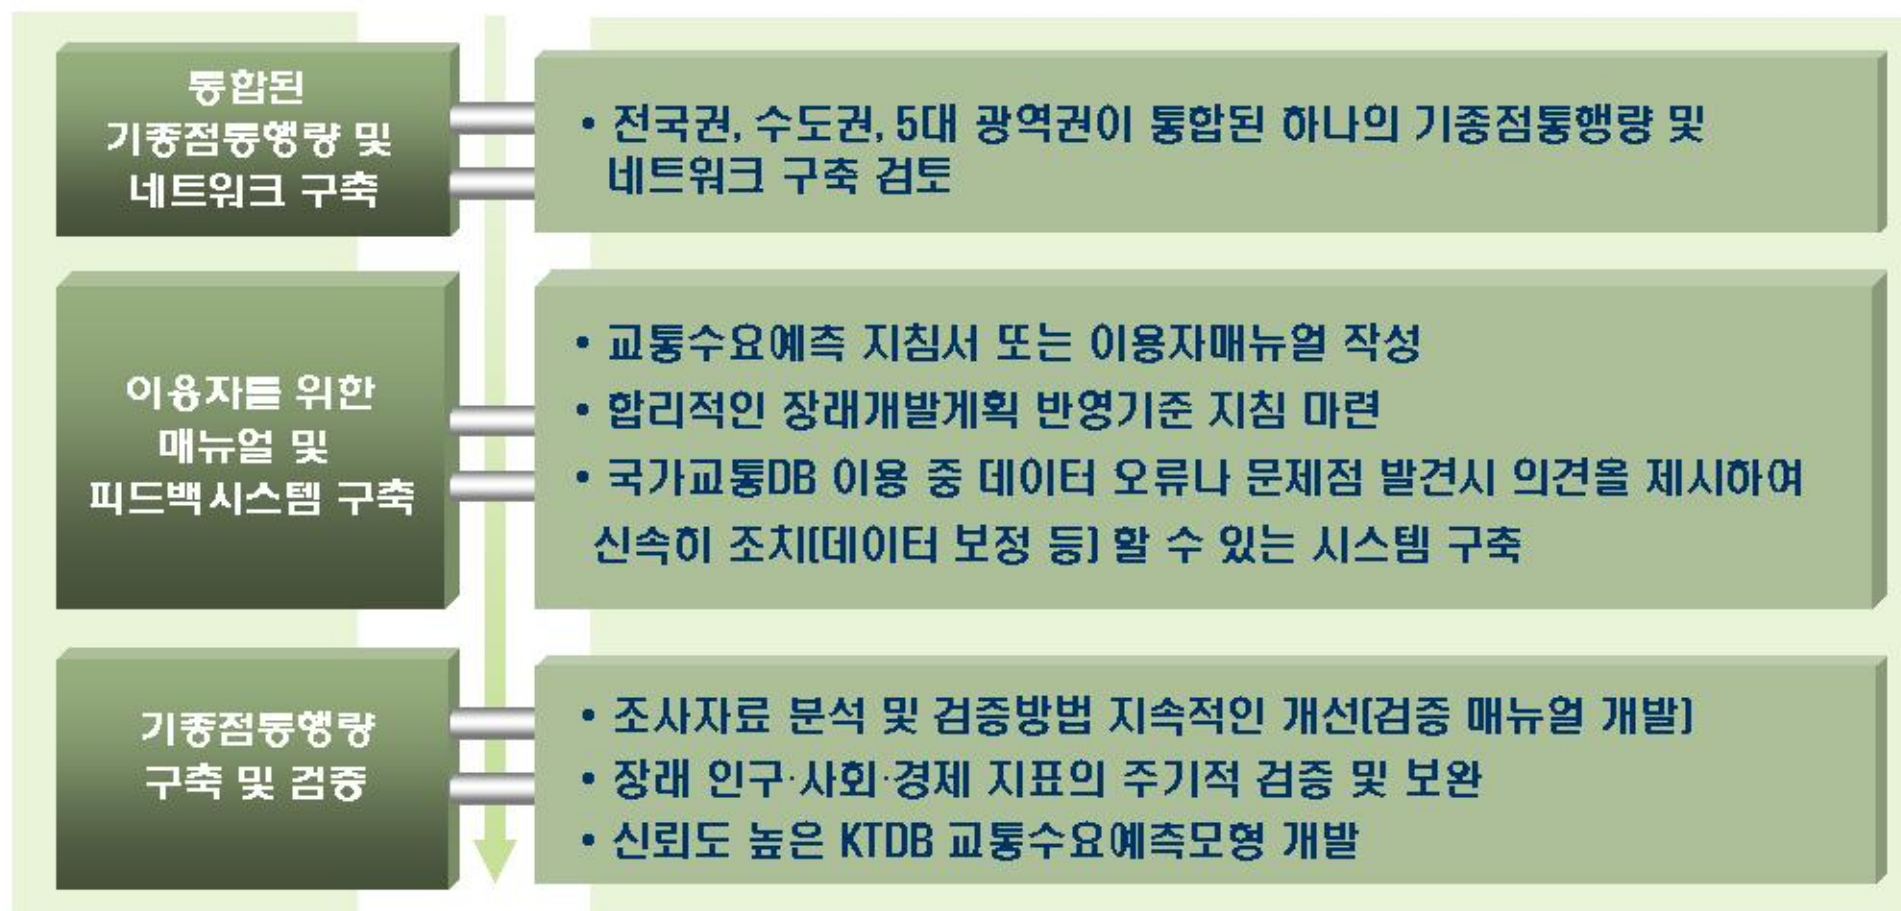 통합된
기종점통행량 및
네트워크 구축
• 전국권, 수도권, 5대 광역권이 통합된 하나의 기종점통행량 및
네트워크 구축 검토
이용자를 위한
매뉴얼 및
피드백시스템 구축
• 교통수요예측 지침서 또는 이용자매뉴얼 작성
• 합리적인 장래개발계획 반영기준 지침 마련
• 국가교통DB 이용 중 데이터 오류나 문제점 발견시 의견을 제시하여
신속히 조치(데이터 보정 등) 할 수 있는 시스템 구축
기종점통행량
구축 및 검증
• 조사자료 분석 및 검증방법 지속적인 개선(검증 매뉴얼 개발)
• 장래 인구·사회·경제 지표의 주기적 검증 및 보완
• 신뢰도 높은 KTDB 교통수요예측모형 개발